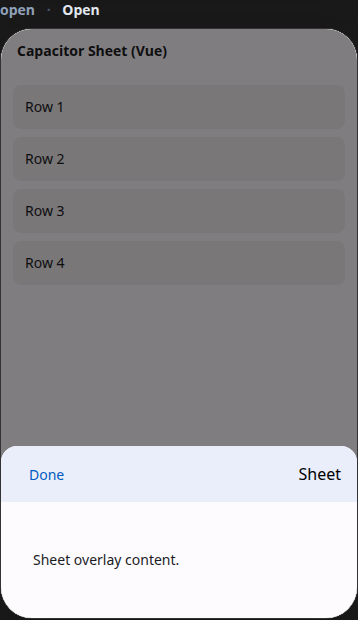 open · Open
Capacitor Sheet (Vue)
Row 1
Row 2
Row 3
Row 4
Done Sheet
Sheet overlay content.